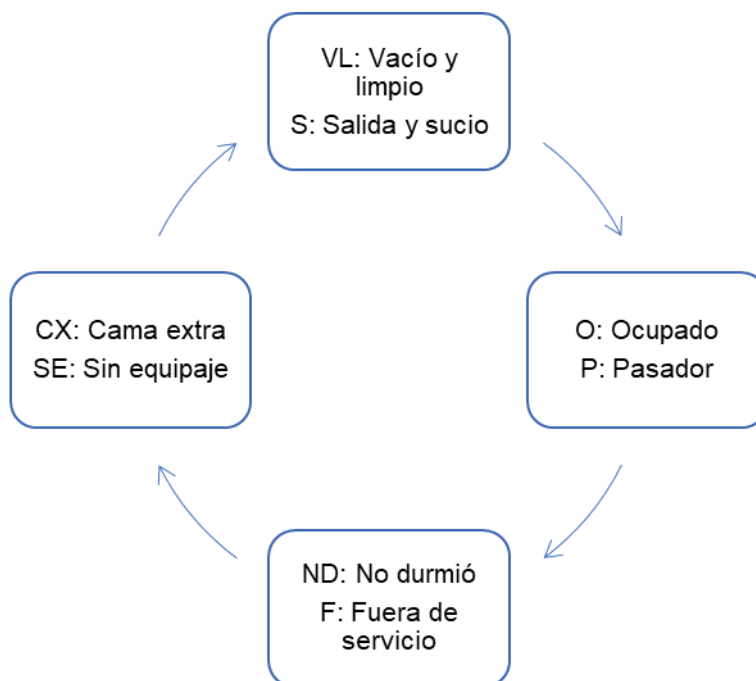 VL: Vacío y
limpio
S: Salida y sucio
CX: Cama extra
SE: Sin equipaje
O: Ocupado
P: Pasador
ND: No durmió
F: Fuera de
servicio